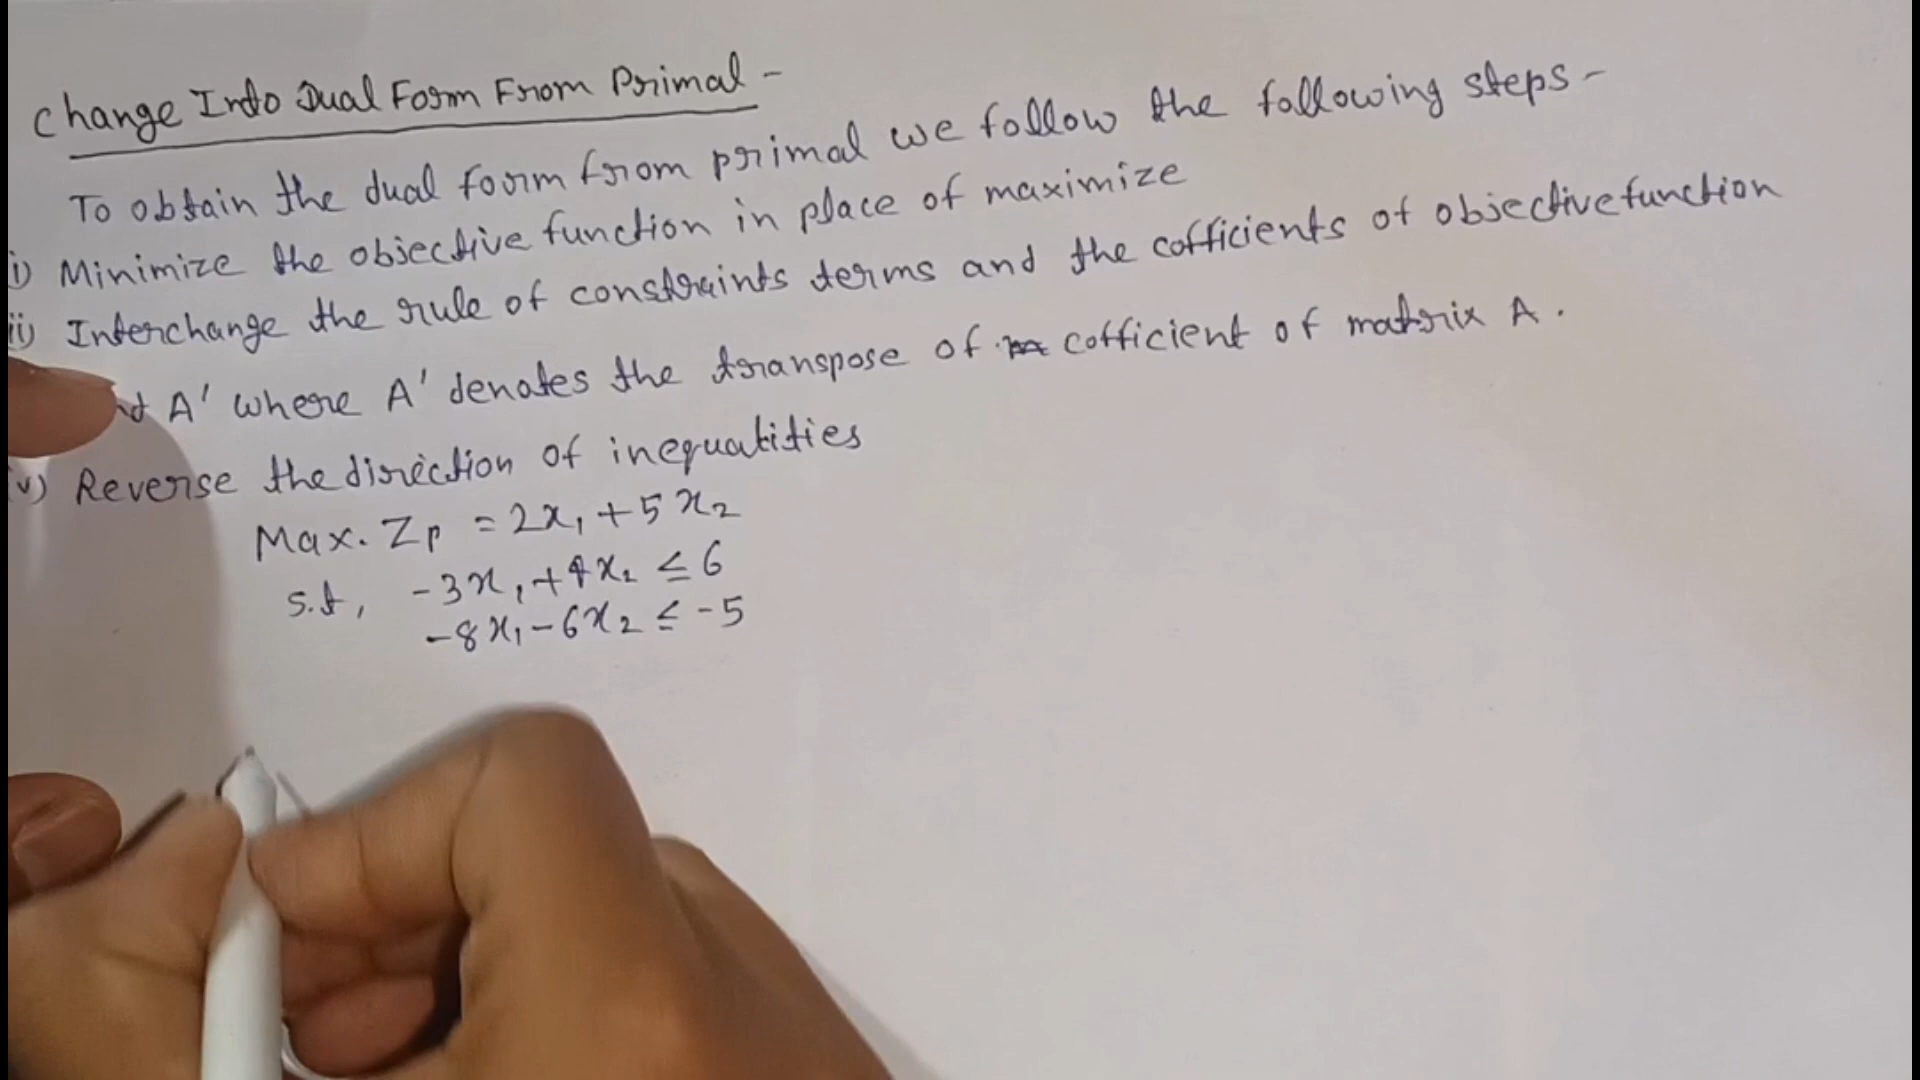 Change Into Dual Form From Primal -
To obtain the dual form from primal we follow the following steps -
i) Minimize the objective function in place of maximize
ii) Interchange the rule of constraints terms and the cofficients of objective function
A' where A' denotes the transpose of cofficient of matrix A.
v) Reverse the direction of inequalities
Max. Zp = 2x₁ + 5x₂
s.t, -3x₁ + 4x₂ ≤ 6
-8x₁ - 6x₂ ≤ -5